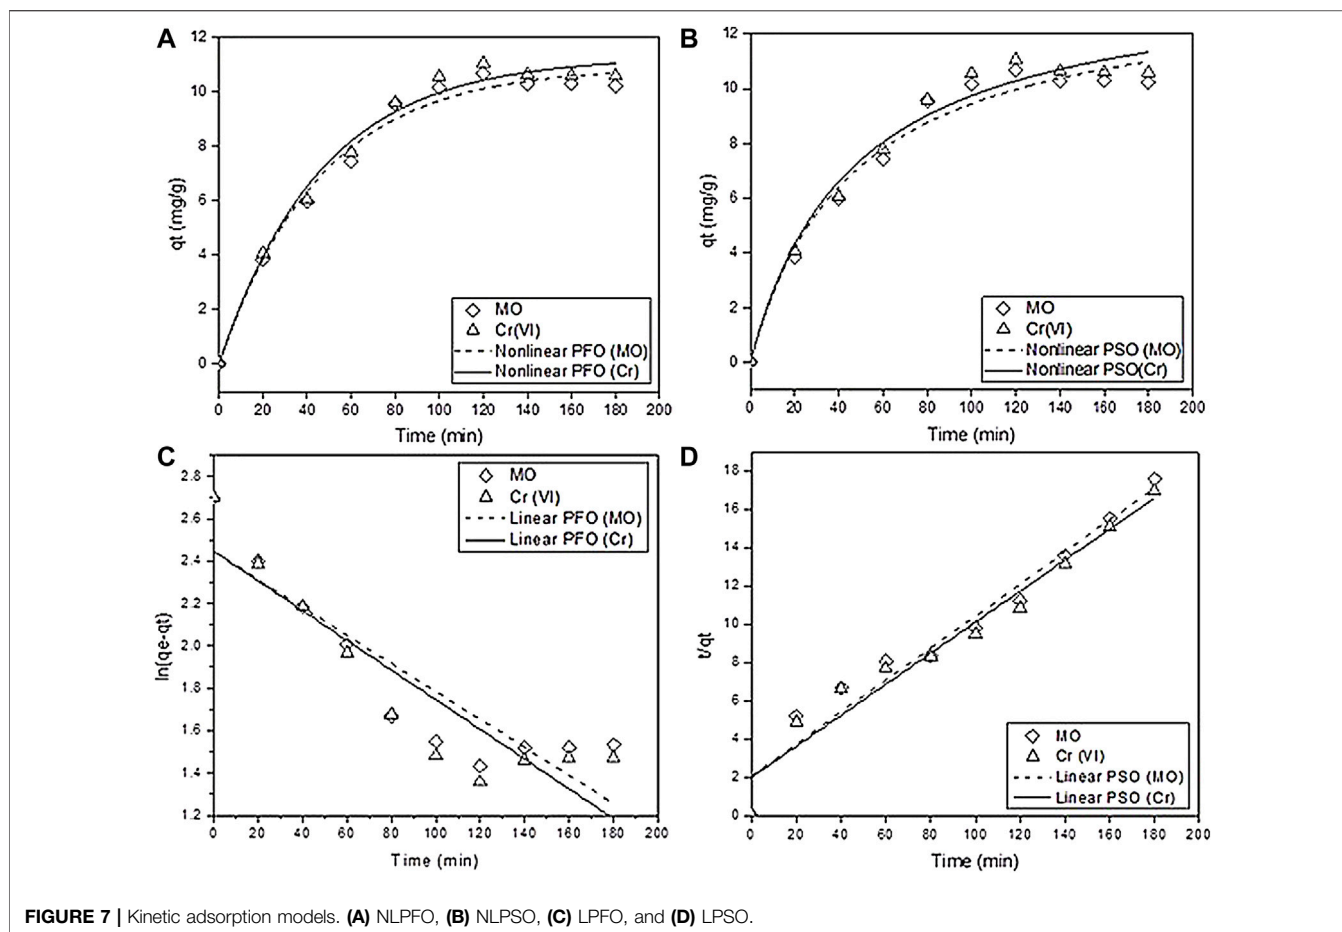 A
12
10
8
6
4
2
0
qt (mg/g)
MO
Cr(VI)
Nonlinear PFO (MO)
Nonlinear PFO (Cr)
0 20 40 60 80 100 120 140 160 180 200
Time (min)
B
12
10
8
6
4
2
0
qt (mg/g)
MO
Cr(VI)
Nonlinear PSO (MO)
Nonlinear PSO(Cr)
0 20 40 60 80 100 120 140 160 180 200
Time (min)
C
2.8
2.6
2.4
2.2
2.0
1.8
1.6
1.4
1.2
ln(qe-qt)
MO
Cr (VI)
Linear PFO (MO)
Linear PFO (Cr)
0 20 40 60 80 100 120 140 160 180 200
Time (min)
D
18
16
14
12
10
8
6
4
2
0
t/qt
MO
Cr (VI)
Linear PSO (MO)
Linear PSO (Cr)
0 20 40 60 80 100 120 140 160 180 200
Time (min)
FIGURE 7 | Kinetic adsorption models. (A) NLPFO, (B) NLPSO, (C) LPFO, and (D) LPSO.